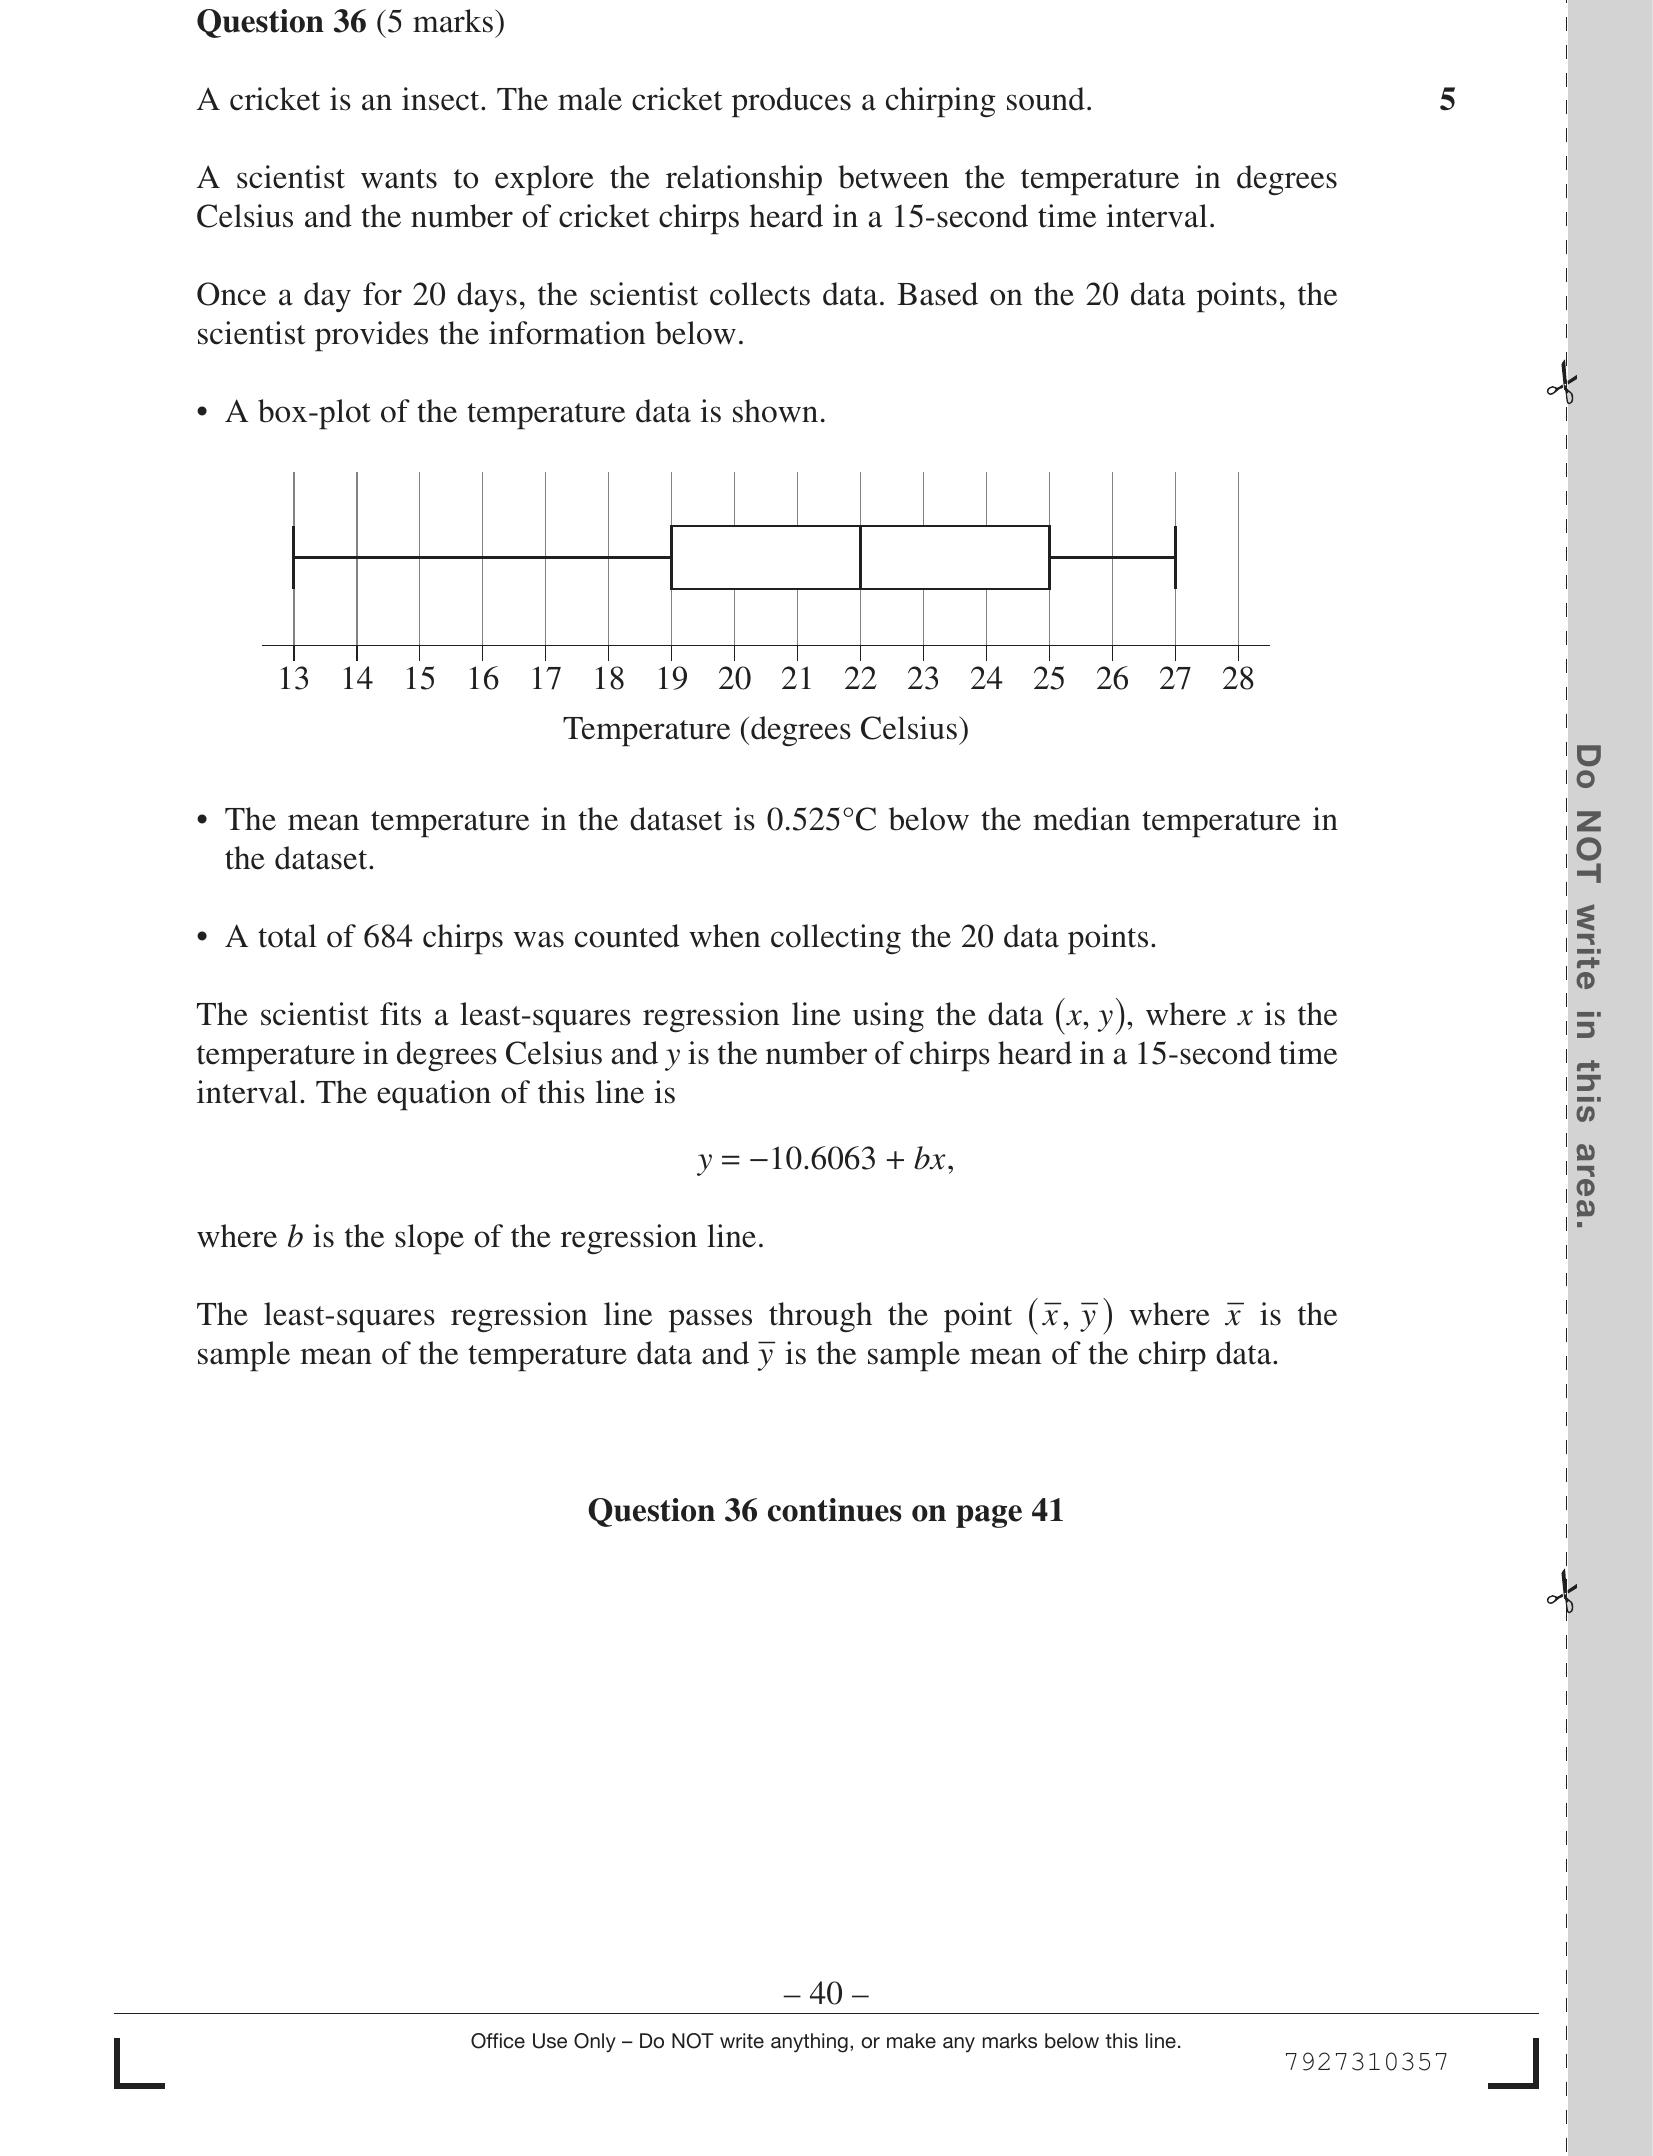 Question 36 (5 marks)
A cricket is an insect. The male cricket produces a chirping sound. 5
A scientist wants to explore the relationship between the temperature in degrees
Celsius and the number of cricket chirps heard in a 15-second time interval.
Once a day for 20 days, the scientist collects data. Based on the 20 data points, the
scientist provides the information below.
• A box-plot of the temperature data is shown.
13 14 15 16 17 18 19 20 21 22 23 24 25 26 27 28
Temperature (degrees Celsius)
• The mean temperature in the dataset is 0.525°C below the median temperature in
the dataset.
• A total of 684 chirps was counted when collecting the 20 data points.
The scientist fits a least-squares regression line using the data (x, y), where x is the
temperature in degrees Celsius and y is the number of chirps heard in a 15-second time
interval. The equation of this line is
y = −10.6063 + bx,
where b is the slope of the regression line.
The least-squares regression line passes through the point (x̅, y̅) where x̅ is the
sample mean of the temperature data and y̅ is the sample mean of the chirp data.
Question 36 continues on page 41
– 40 –
Office Use Only – Do NOT write anything, or make any marks below this line.
7927310357
Do NOT write in this area.